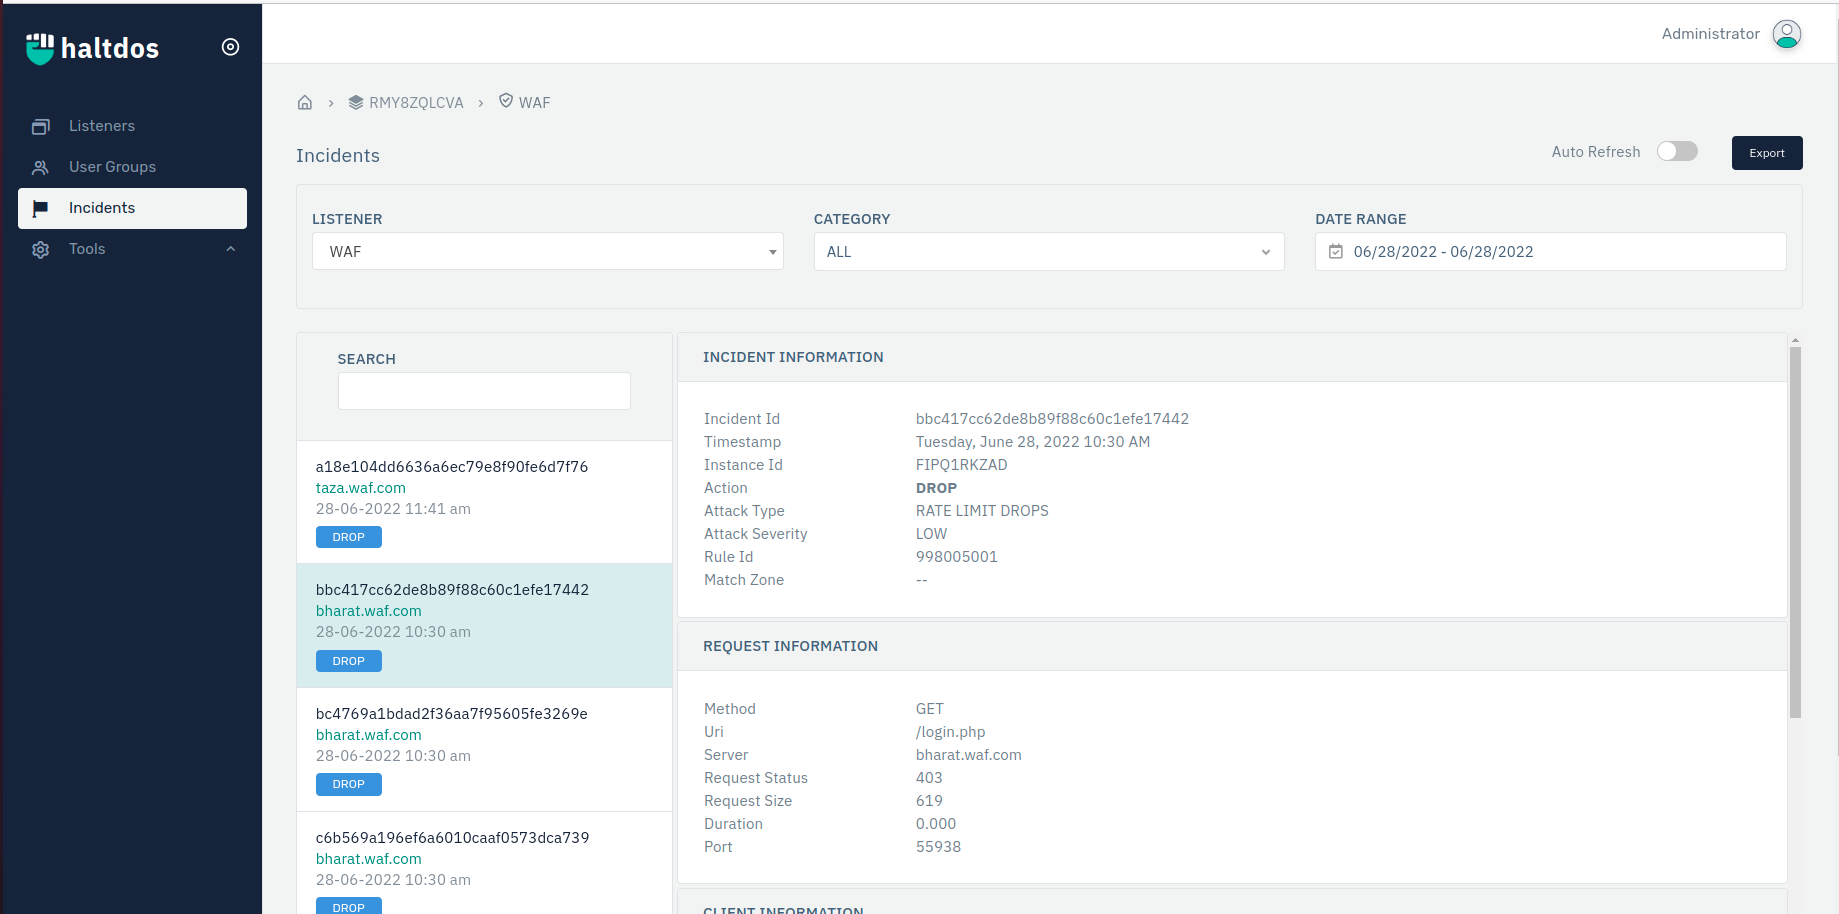 haltdos
Administrator
Listeners
User Groups
Incidents
Tools
RMY8ZQLCVA
WAF
Incidents
Auto Refresh
Export
LISTENER
CATEGORY
DATE RANGE
WAF
ALL
06/28/2022 - 06/28/2022
SEARCH
a18e104dd6636a6ec79e8f90fe6d7f76
taza.waf.com
28-06-2022 11:41 am
DROP
bbc417cc62de8b89f88c60c1efe17442
bharat.waf.com
28-06-2022 10:30 am
DROP
bc4769a1bdad2f36aa7f95605fe3269e
bharat.waf.com
28-06-2022 10:30 am
DROP
c6b569a196ef6a6010caaf0573dca739
bharat.waf.com
28-06-2022 10:30 am
DROP
INCIDENT INFORMATION
Incident Id bbc417cc62de8b89f88c60c1efe17442
Timestamp Tuesday, June 28, 2022 10:30 AM
Instance Id FIPQ1RKZAD
Action DROP
Attack Type RATE LIMIT DROPS
Attack Severity LOW
Rule Id 998005001
Match Zone --
REQUEST INFORMATION
Method GET
Uri /login.php
Server bharat.waf.com
Request Status 403
Request Size 619
Duration 0.000
Port 55938
CLIENT INFORMATION